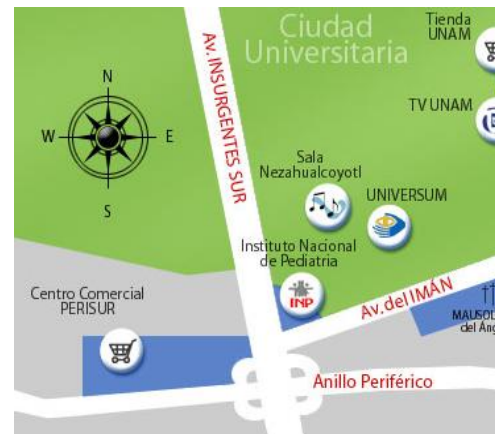 Ciudad
Universitaria
Tienda
UNAM
Av. INSURGENTES SUR
N
W
E
S
TV UNAM
Sala
Nezahualcoyotl
UNIVERSUM
Instituto Nacional
de Pediatria
INP
Av. del IMÁN
Centro Comercial
PERISUR
Anillo Periférico